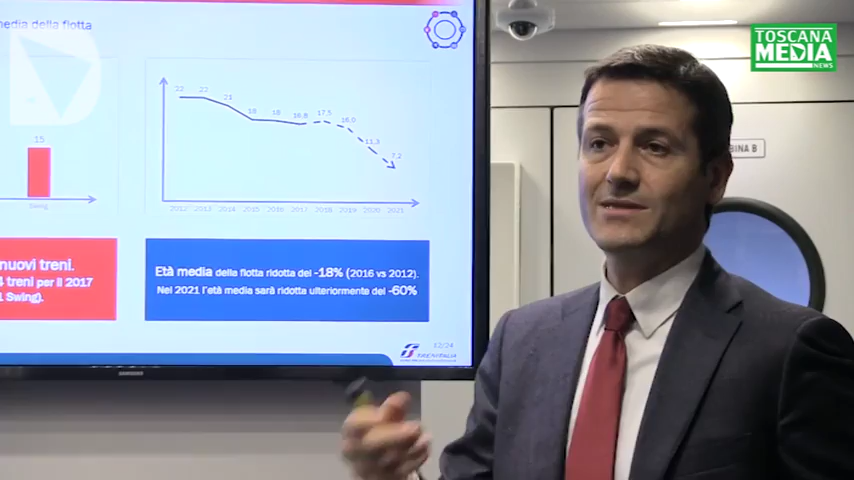 media della flotta
TOSCANA
MEDIA
NEWS
22 22 21 18 18 16,8 17,5 16,0 11,3 7,2
15
Swing
2012 2013 2014 2015 2016 2017 2018 2019 2020 2021
BINA B
nuovi treni.
4 treni per il 2017
1 Swing).
Età media della flotta ridotta del -18% (2016 vs 2012).
Nel 2021 l'età media sarà ridotta ulteriormente del -60%
TRENITALIA
12/24
SAMSUNG